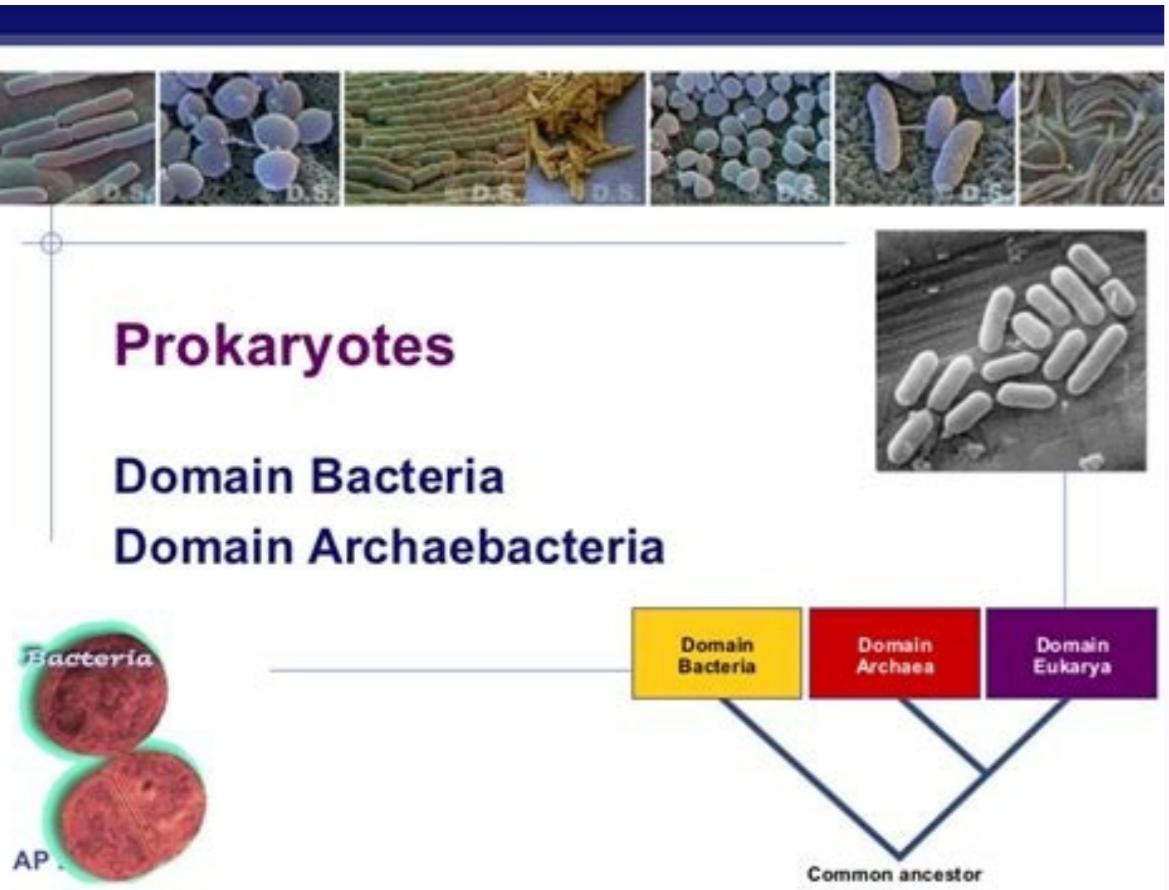 D.S.
D.S.
D.S.
D.S.
D.S.
D.S.
D
Prokaryotes
Domain Bacteria
Domain Archaebacteria
Bacteria
Domain
Bacteria
Domain
Archaea
Domain
Eukarya
AP
Common ancestor